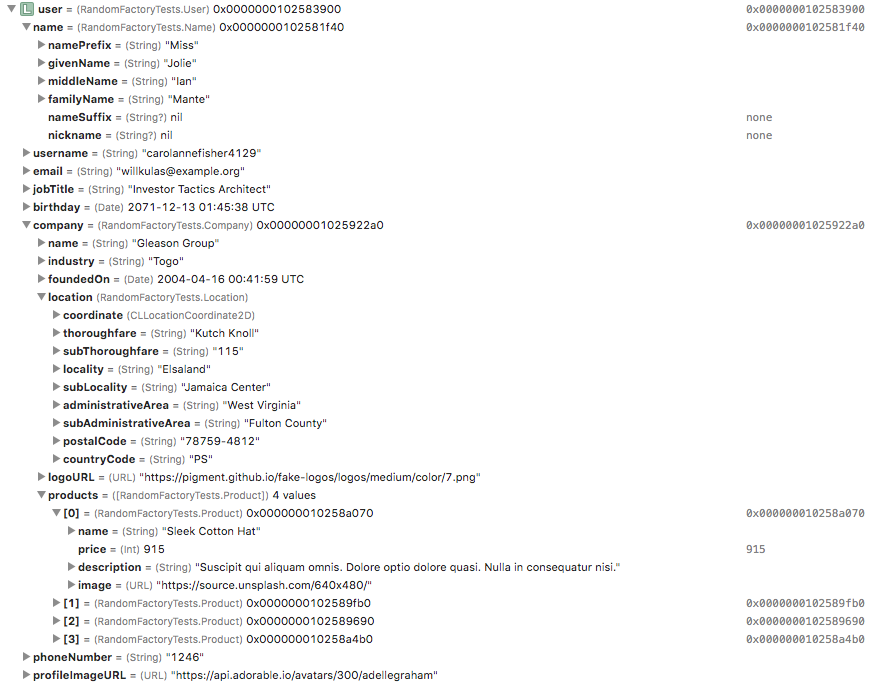 L user = (RandomFactoryTests.User) 0x0000000102583900 0x0000000102583900
name = (RandomFactoryTests.Name) 0x0000000102581f40 0x0000000102581f40
namePrefix = (String) "Miss"
givenName = (String) "Jolie"
middleName = (String) "Ian"
familyName = (String) "Mante"
nameSuffix = (String?) nil none
nickname = (String?) nil none
username = (String) "carolannefisher4129"
email = (String) "willkulas@example.org"
jobTitle = (String) "Investor Tactics Architect"
birthday = (Date) 2071-12-13 01:45:38 UTC
company = (RandomFactoryTests.Company) 0x00000001025922a0 0x00000001025922a0
name = (String) "Gleason Group"
industry = (String) "Togo"
foundedOn = (Date) 2004-04-16 00:41:59 UTC
location (RandomFactoryTests.Location)
coordinate (CLLocationCoordinate2D)
thoroughfare = (String) "Kutch Knoll"
subThoroughfare = (String) "115"
locality = (String) "Elsaland"
subLocality = (String) "Jamaica Center"
administrativeArea = (String) "West Virginia"
subAdministrativeArea = (String) "Fulton County"
postalCode = (String) "78759-4812"
countryCode = (String) "PS"
logoURL = (URL) "https://pigment.github.io/fake-logos/logos/medium/color/7.png"
products = ([RandomFactoryTests.Product]) 4 values
[0] = (RandomFactoryTests.Product) 0x000000010258a070 0x000000010258a070
name = (String) "Sleek Cotton Hat"
price = (Int) 915 915
description = (String) "Suscipit qui aliquam omnis. Dolore optio dolore quasi. Nulla in consequatur nisi."
image = (URL) "https://source.unsplash.com/640x480/"
[1] = (RandomFactoryTests.Product) 0x0000000102589fb0 0x0000000102589fb0
[2] = (RandomFactoryTests.Product) 0x0000000102589690 0x0000000102589690
[3] = (RandomFactoryTests.Product) 0x000000010258a4b0 0x000000010258a4b0
phoneNumber = (String) "1246"
profileImageURL = (URL) "https://api.adorable.io/avatars/300/adellegraham"